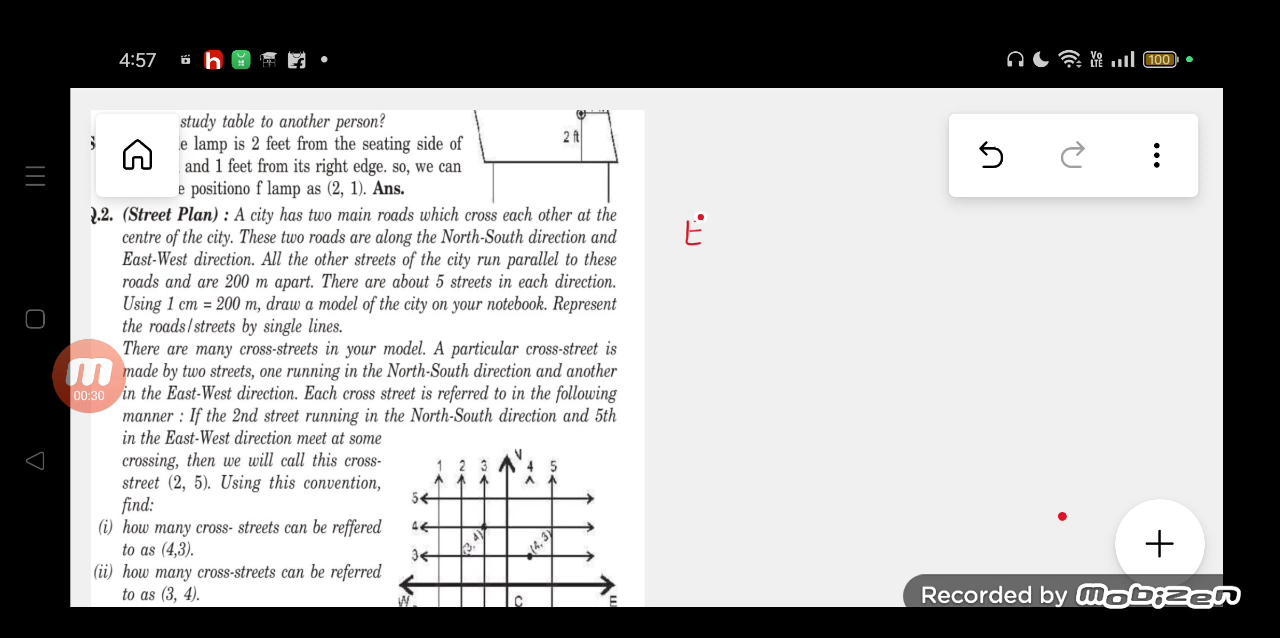 4:57
h
Vo
LTE
100
study table to another person?
2 ft
e lamp is 2 feet from the seating side of
and 1 feet from its right edge. so, we can
e positiono f lamp as (2, 1). Ans.
Q.2. (Street Plan) : A city has two main roads which cross each other at the
centre of the city. These two roads are along the North-South direction and
East-West direction. All the other streets of the city run parallel to these
roads and are 200 m apart. There are about 5 streets in each direction.
Using 1 cm = 200 m, draw a model of the city on your notebook. Represent
the roads/streets by single lines.
There are many cross-streets in your model. A particular cross-street is
made by two streets, one running in the North-South direction and another
in the East-West direction. Each cross street is referred to in the following
manner : If the 2nd street running in the North-South direction and 5th
in the East-West direction meet at some
crossing, then we will call this cross-
street (2, 5). Using this convention,
find:
(i) how many cross- streets can be reffered
to as (4,3).
(ii) how many cross-streets can be referred
to as (3, 4).
1 2 3 4 5
5
4
3
(3, 4)
(4, 3)
W
C
E
m
00:30
E
Recorded by mobizen